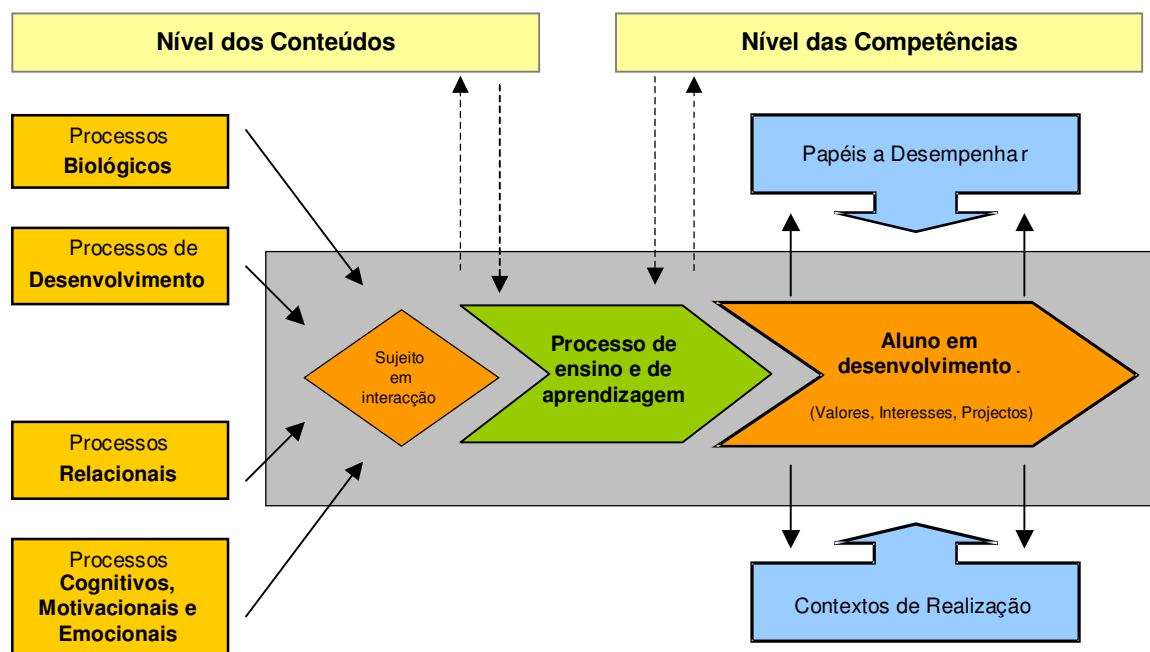 Nível dos Conteúdos
Nível das Competências
Processos
Biológicos
Processos de
Desenvolvimento
Processos
Relacionais
Processos
Cognitivos,
Motivacionais e
Emocionais
Sujeito
em
interacção
Processo de
ensino e de
aprendizagem
Papéis a Desempenhar
Aluno em
desenvolvimento.
(Valores, Interesses, Projectos)
Contextos de Realização